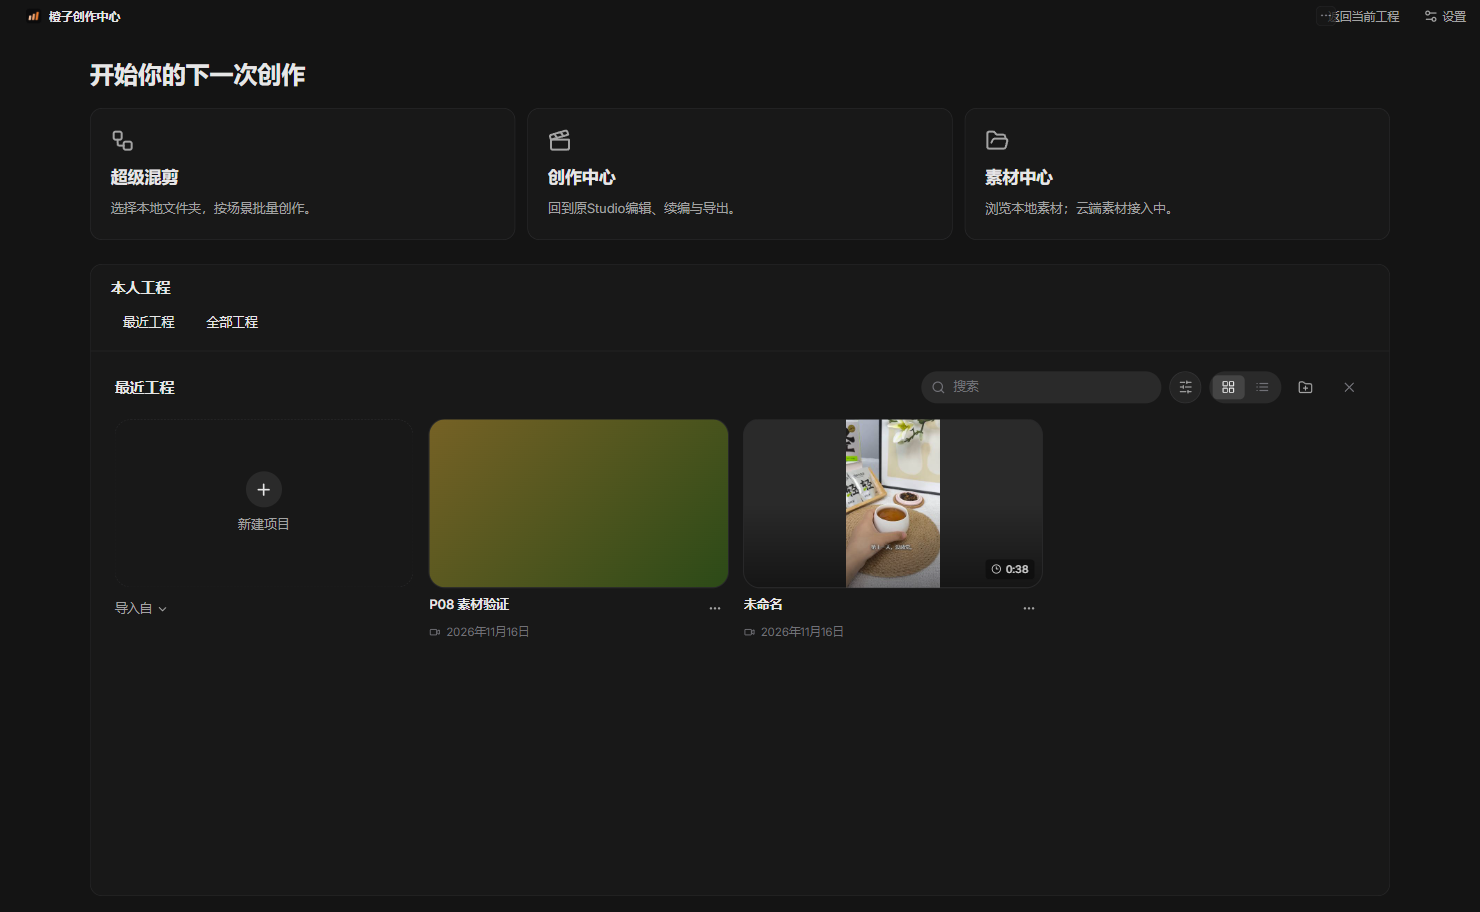 橙子创作中心
返回当前工程
设置
开始你的下一次创作
超级混剪
选择本地文件夹，按场景批量创作。
创作中心
回到原Studio编辑、续编与导出。
素材中心
浏览本地素材；云端素材接入中。
本人工程
最近工程
全部工程
最近工程
搜索
新建项目
0:38
导入自
P08 素材验证
未命名
2026年11月16日
2026年11月16日